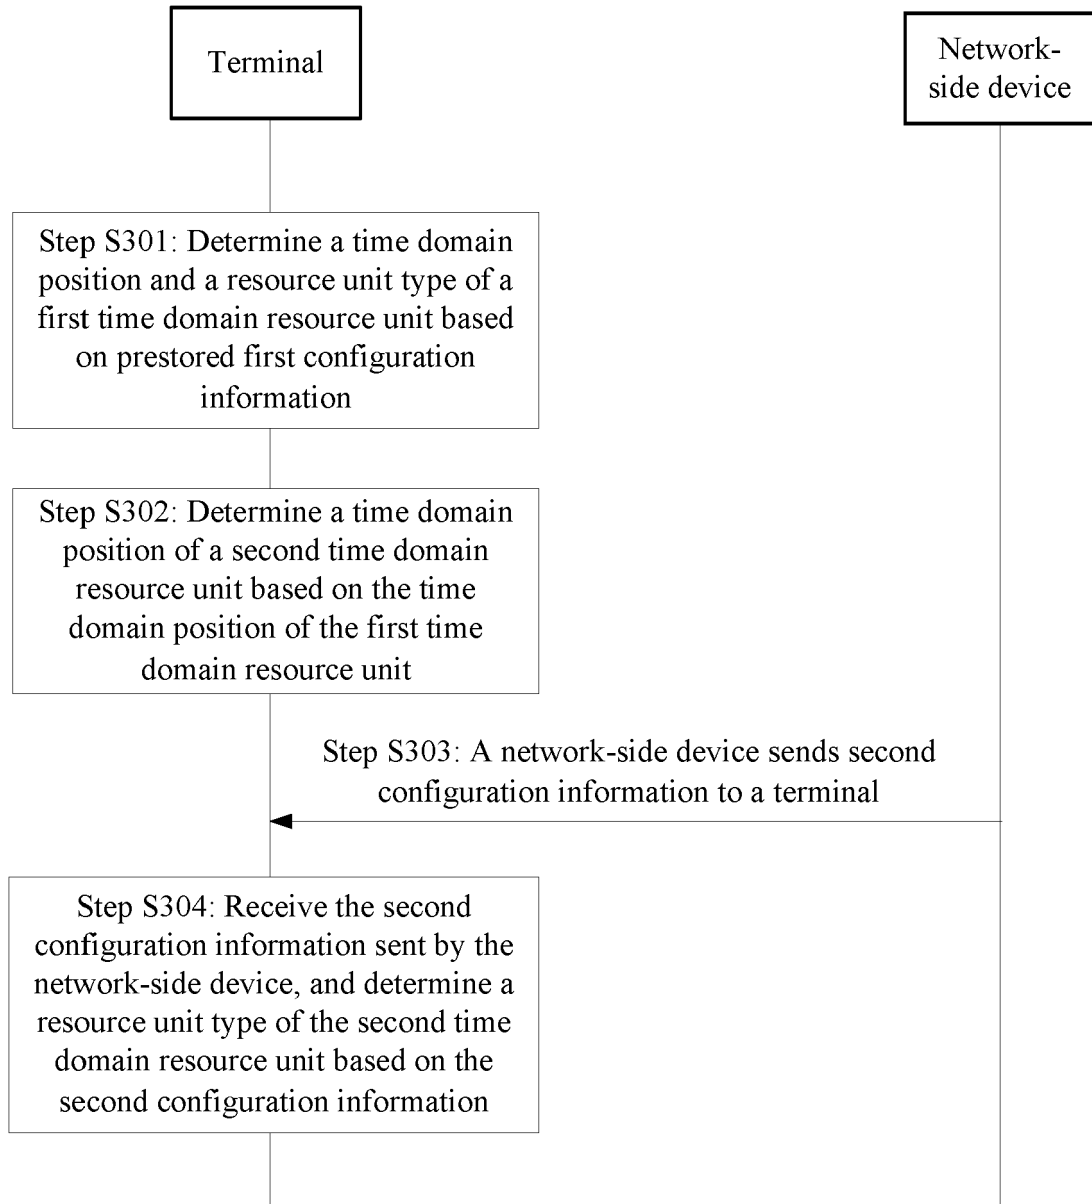 Terminal
Network-
side device
Step S301: Determine a time domain
position and a resource unit type of a
first time domain resource unit based
on prestored first configuration
information
Step S302: Determine a time domain
position of a second time domain
resource unit based on the time
domain position of the first time
domain resource unit
Step S303: A network-side device sends second
configuration information to a terminal
Step S304: Receive the second
configuration information sent by the
network-side device, and determine a
resource unit type of the second time
domain resource unit based on the
second configuration information